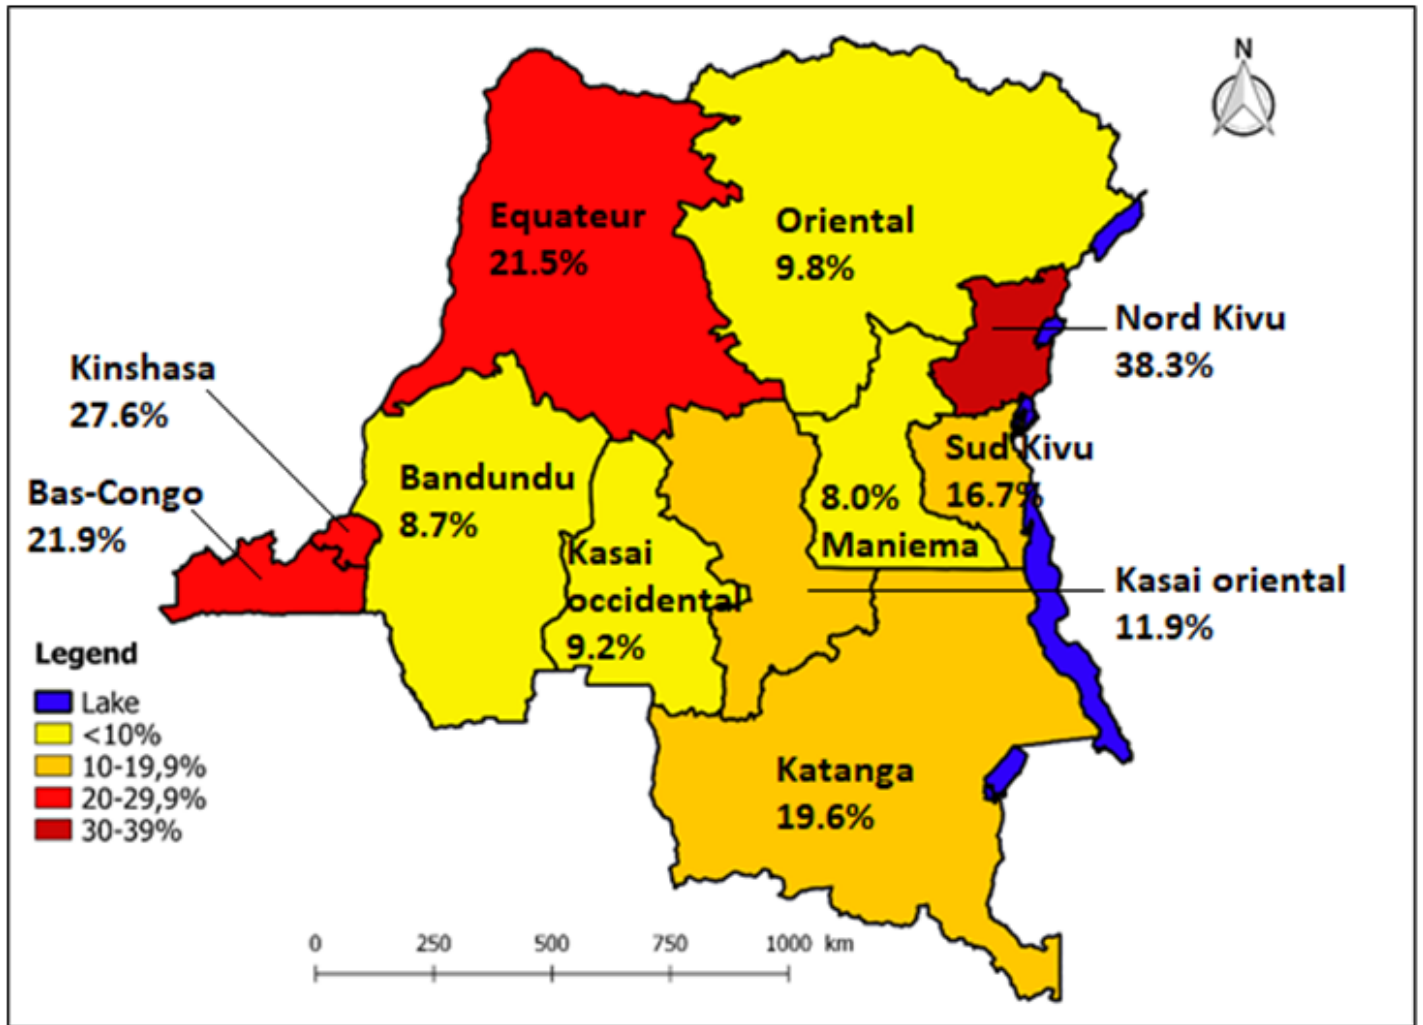 N
Equateur
21.5%
Oriental
9.8%
Nord Kivu
38.3%
Kinshasa
27.6%
Bas-Congo
21.9%
Bandundu
8.7%
Kasai
occidental
9.2%
8.0%
Maniema
Sud Kivu
16.7%
Kasai oriental
11.9%
Katanga
19.6%
Legend
Lake
<10%
10-19,9%
20-29,9%
30-39%
0 250 500 750 1000 km